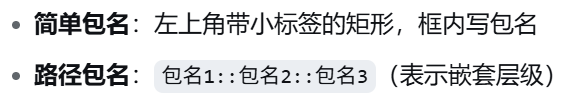 • 简单包名：左上角带小标签的矩形，框内写包名
• 路径包名： 包名1::包名2::包名3 （表示嵌套层级）